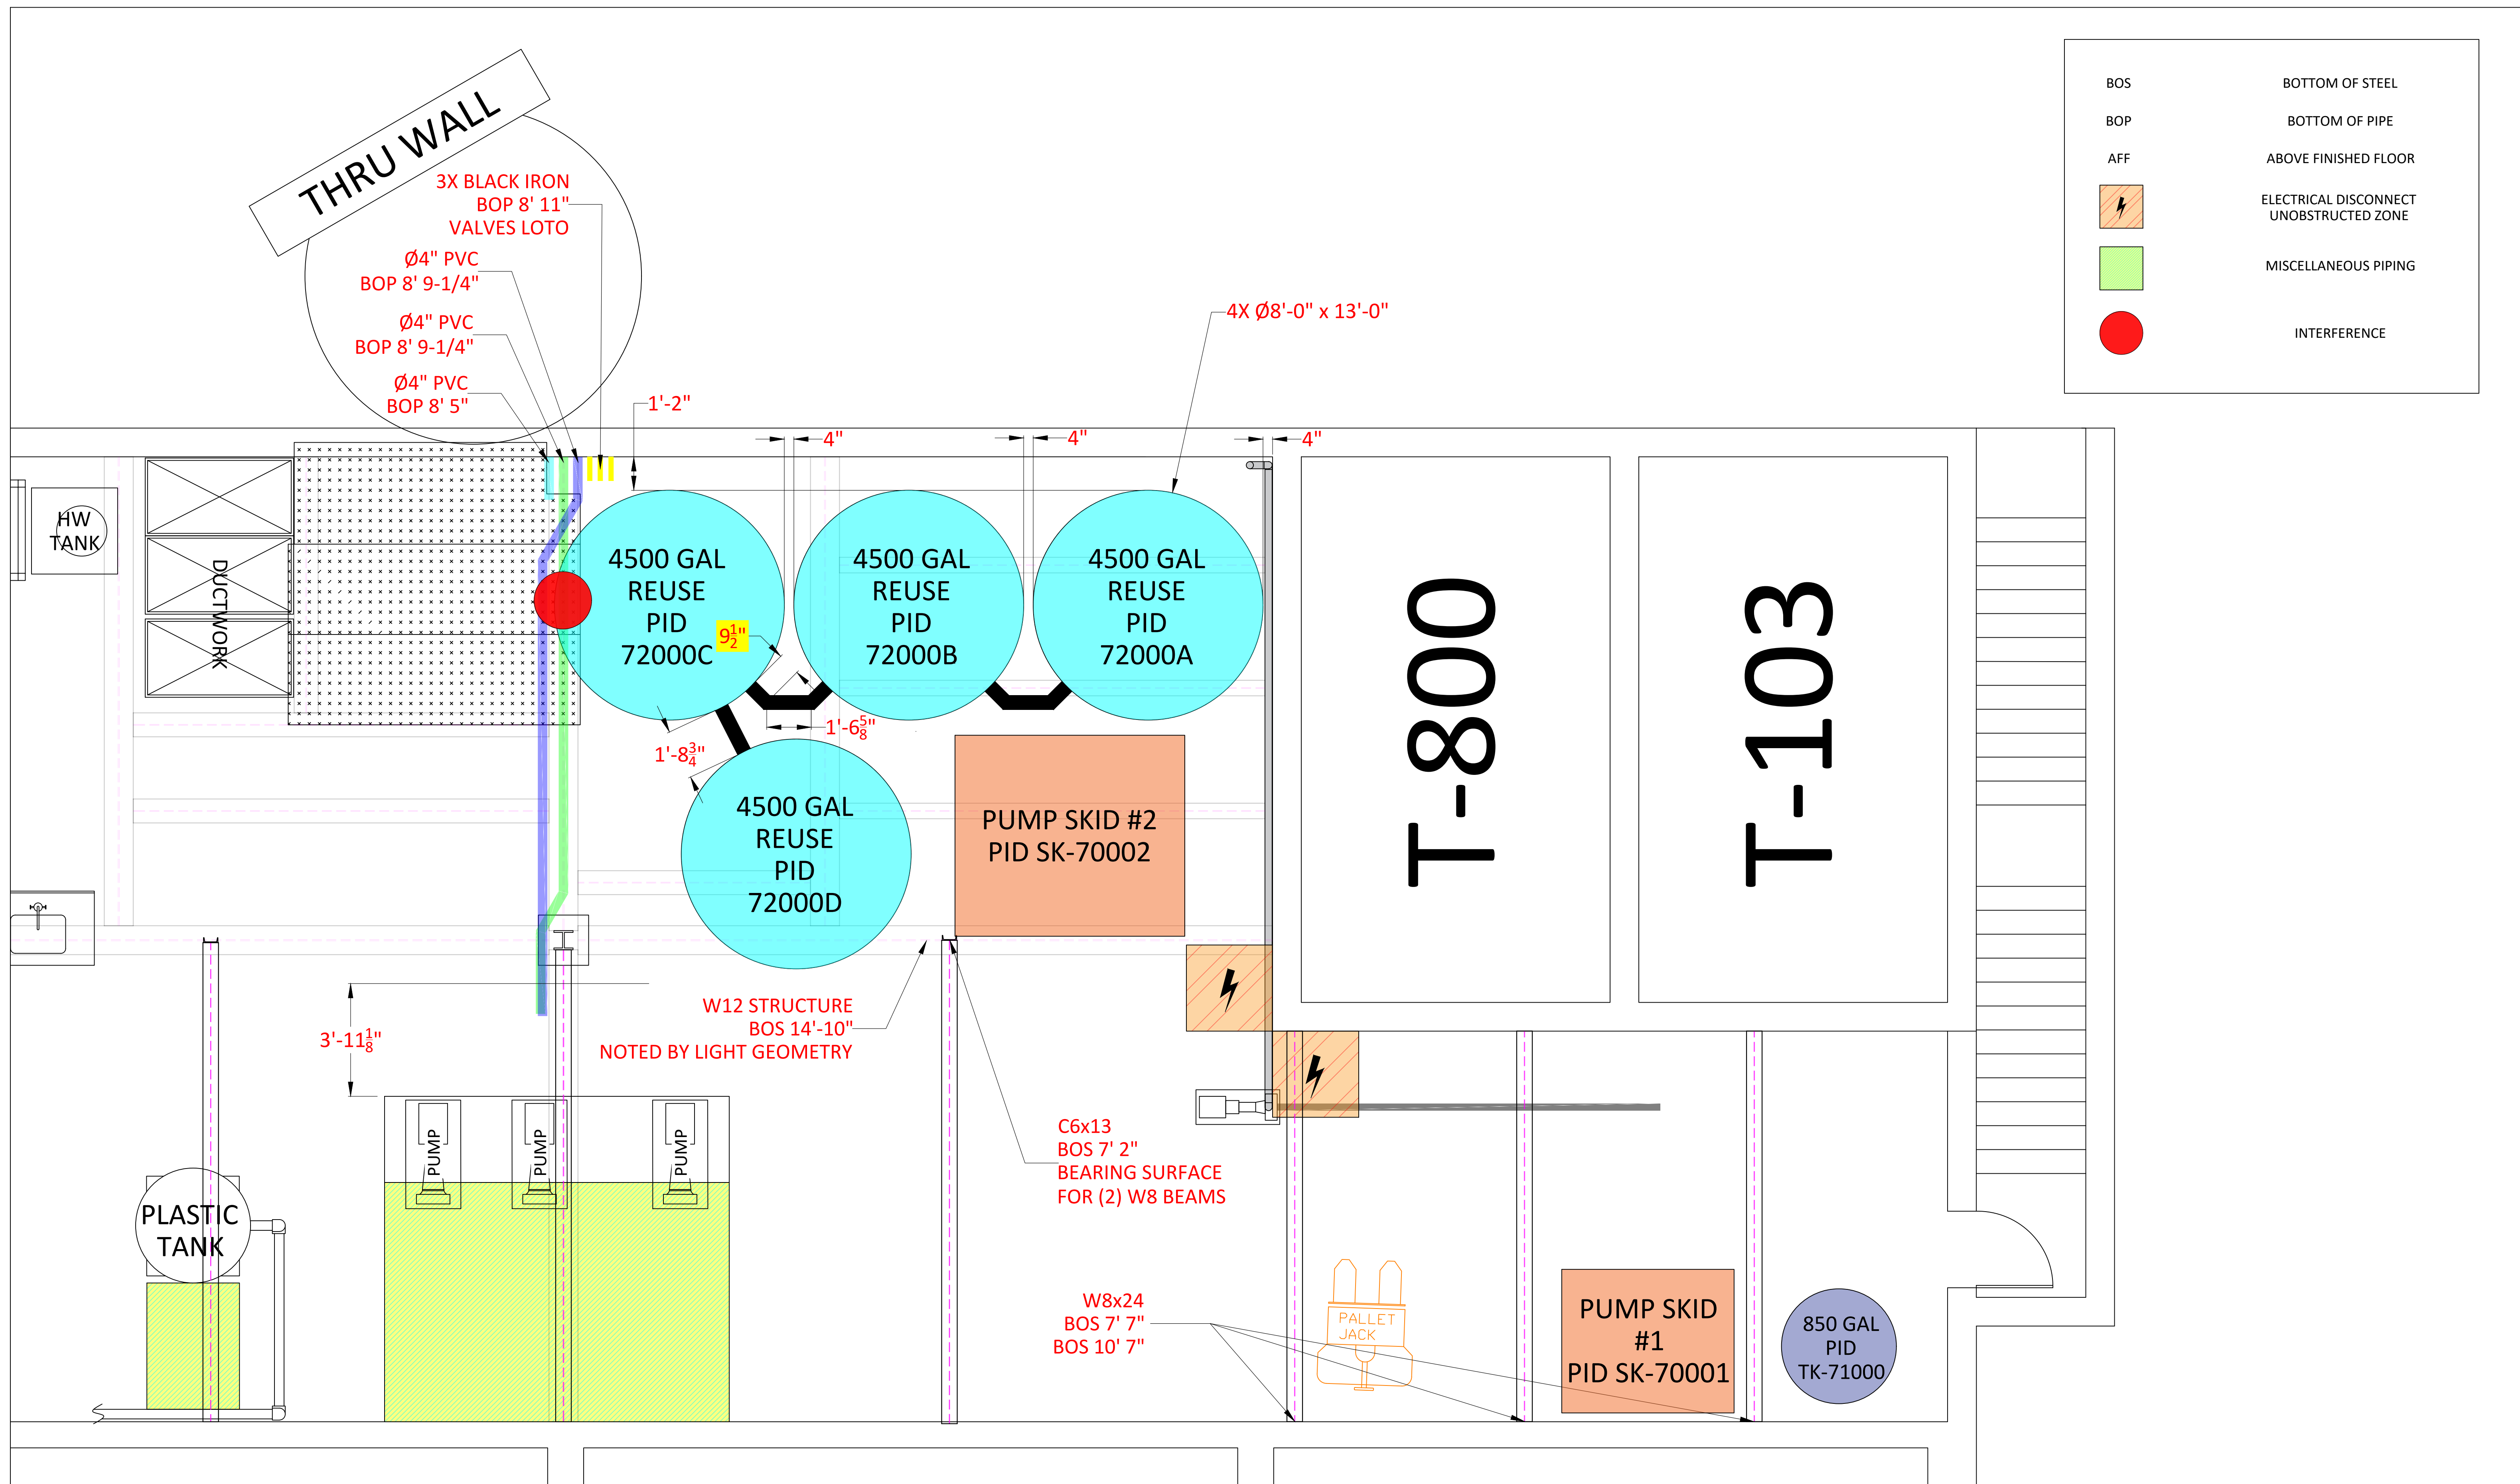 BOS BOTTOM OF STEEL
BOP BOTTOM OF PIPE
AFF ABOVE FINISHED FLOOR
ELECTRICAL DISCONNECT
UNOBSTRUCTED ZONE
MISCELLANEOUS PIPING
INTERFERENCE
THRU WALL
3X BLACK IRON
BOP 8' 11"
VALVES LOTO
Ø4" PVC
BOP 8' 9-1/4"
Ø4" PVC
BOP 8' 9-1/4"
Ø4" PVC
BOP 8' 5"
1'-2"
4"
4"
4"
4X Ø8'-0" x 13'-0"
HW
TANK
DUCTWORK
4500 GAL
REUSE
PID
72000C
4500 GAL
REUSE
PID
72000B
4500 GAL
REUSE
PID
72000A
9 1/2"
1'-6 5/8"
1'-8 3/4"
4500 GAL
REUSE
PID
72000D
PUMP SKID #2
PID SK-70002
T-800
T-103
3'-11 1/8"
W12 STRUCTURE
BOS 14'-10"
NOTED BY LIGHT GEOMETRY
C6x13
BOS 7' 2"
BEARING SURFACE
FOR (2) W8 BEAMS
PUMP
PUMP
PUMP
PLASTIC
TANK
W8x24
BOS 7' 7"
BOS 10' 7"
PALLET
JACK
PUMP SKID
#1
PID SK-70001
850 GAL
PID
TK-71000